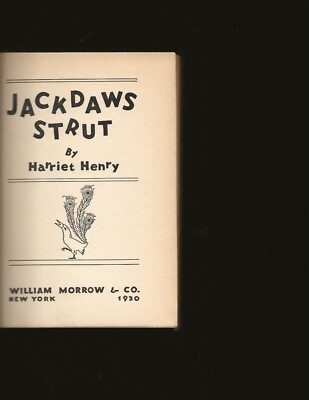 JACKDAWS
STRUT
By
Harriet Henry
WILLIAM MORROW & CO.
NEW YORK 1930